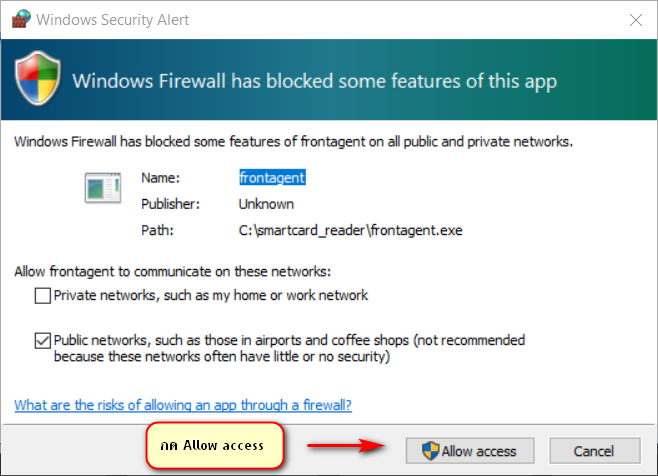 Windows Security Alert
Windows Firewall has blocked some features of this app
Windows Firewall has blocked some features of frontagent on all public and private networks.
Name: frontagent
Publisher: Unknown
Path: C:\smartcard_reader\frontagent.exe
Allow frontagent to communicate on these networks:
Private networks, such as my home or work network
Public networks, such as those in airports and coffee shops (not recommended
because these networks often have little or no security)
What are the risks of allowing an app through a firewall?
กด Allow access
Allow access
Cancel